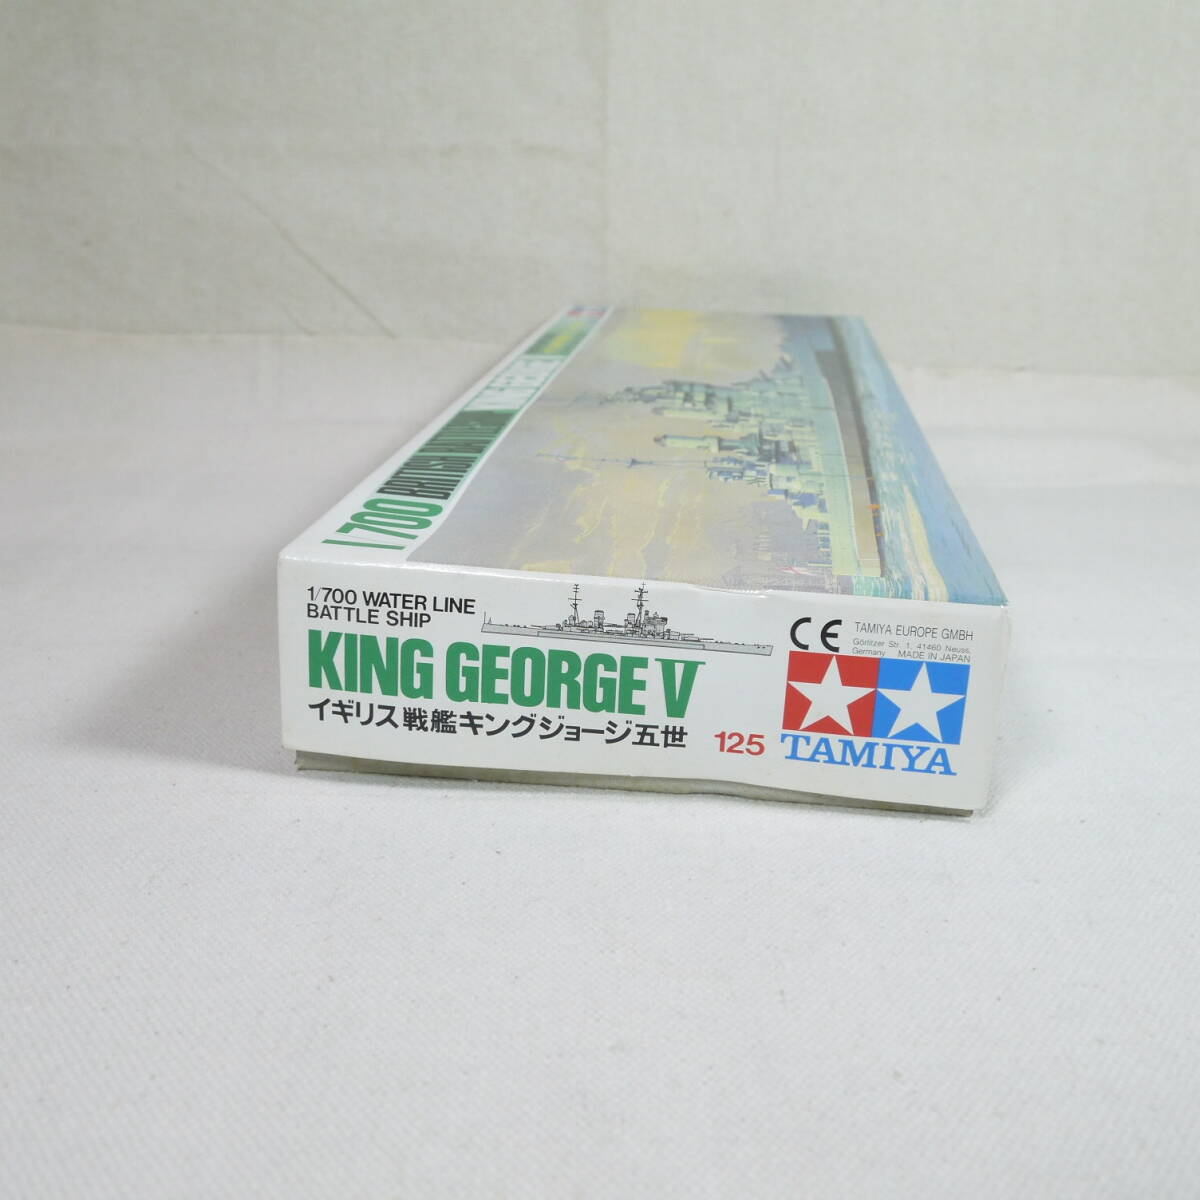 1/700 BRITISH
1/700 WATER LINE
BATTLE SHIP
KING GEORGE V
イギリス戦艦キングジョージ五世
125
CE
TAMIYA EUROPE GMBH
Görlitzer Str. 1, 41460 Neuss,
Germany MADE IN JAPAN
TAMIYA